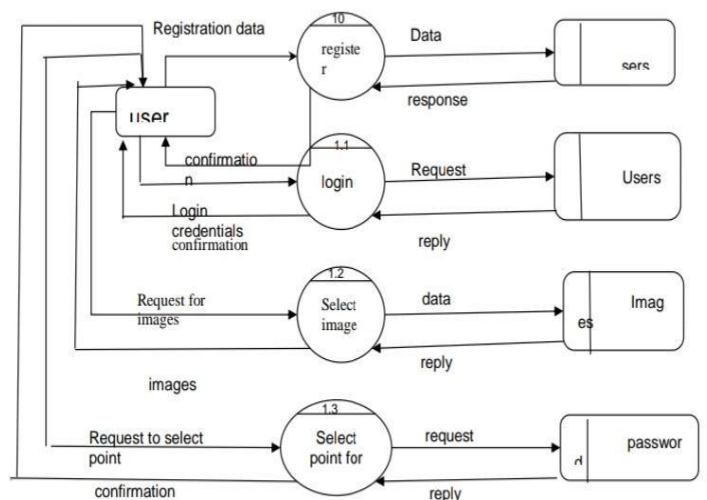 10
Registration data
Data
registe
r
sers
response
user
1.1
confirmatio
n
login
Request
Users
Login
credentials
confirmation
reply
1.2
Request for
images
Select
image
data
Imag
es
reply
images
1.3
Request to select
point
Select
point for
request
passwor
d
confirmation
reply